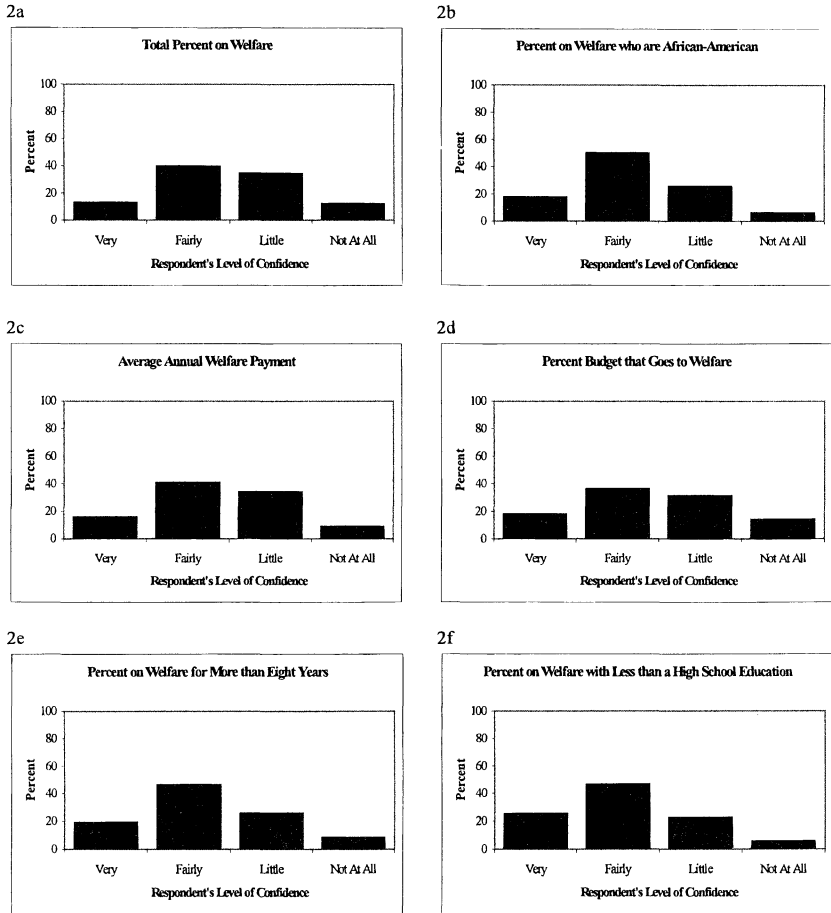 2a
Total Percent on Welfare
100
80
60
40
20
0
Percent
Very Fairly Little Not At All
Respondent's Level of Confidence
2b
Percent on Welfare who are African-American
100
80
60
40
20
0
Percent
Very Fairly Little Not At All
Respondent's Level of Confidence
2c
Average Annual Welfare Payment
100
80
60
40
20
0
Percent
Very Fairly Little Not At All
Respondent's Level of Confidence
2d
Percent Budget that Goes to Welfare
100
80
60
40
20
0
Percent
Very Fairly Little Not At All
Respondent's Level of Confidence
2e
Percent on Welfare for More than Eight Years
100
80
60
40
20
0
Percent
Very Fairly Little Not At All
Respondent's Level of Confidence
2f
Percent on Welfare with Less than a High School Education
100
80
60
40
20
0
Percent
Very Fairly Little Not At All
Respondent's Level of Confidence